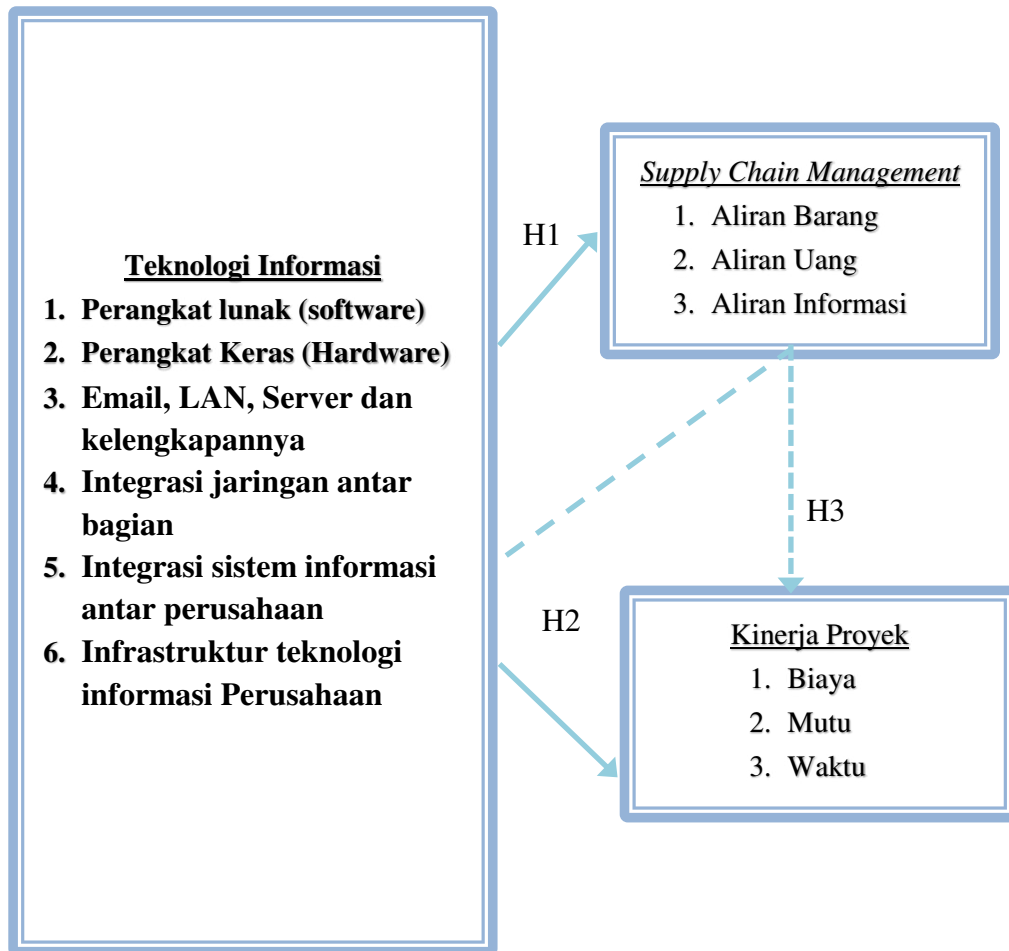 Teknologi Informasi
1. Perangkat lunak (software)
2. Perangkat Keras (Hardware)
3. Email, LAN, Server dan
kelengkapannya
4. Integrasi jaringan antar
bagian
5. Integrasi sistem informasi
antar perusahaan
6. Infrastruktur teknologi
informasi Perusahaan
H1
Supply Chain Management
1. Aliran Barang
2. Aliran Uang
3. Aliran Informasi
H3
H2
Kinerja Proyek
1. Biaya
2. Mutu
3. Waktu